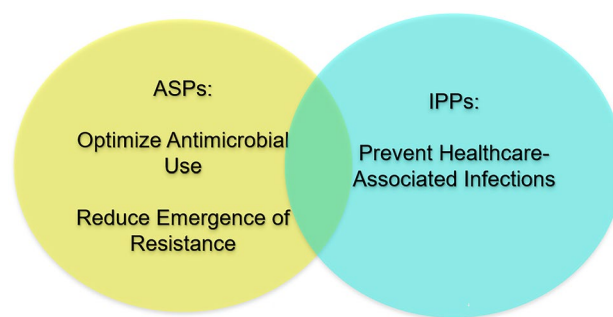 ASPs:
Optimize Antimicrobial
Use
Reduce Emergence of
Resistance
IPPs:
Prevent Healthcare-
Associated Infections